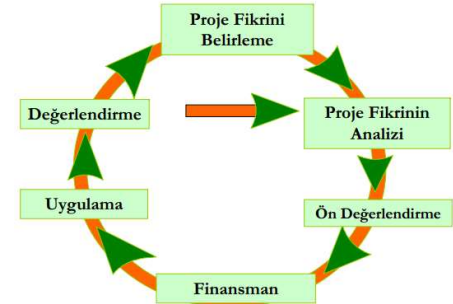 Proje Fikrini
Belirleme
Değerlendirme
Proje Fikrinin
Analizi
Uygulama
Ön Değerlendirme
Finansman